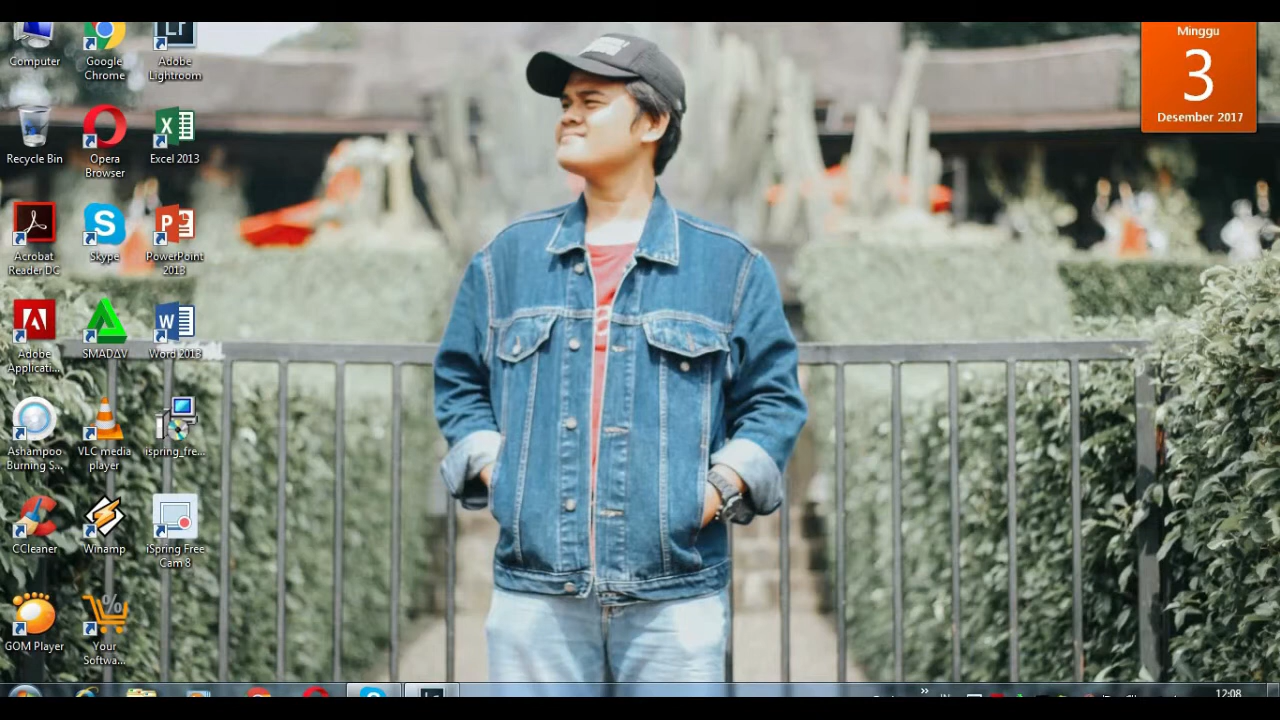 Computer
Google
Chrome
Adobe
Lightroom
Recycle Bin
Opera
Browser
Excel 2013
Acrobat
Reader DC
Skype
PowerPoint
2013
Adobe
Applicati...
SMADAV
Word 2013
Ashampoo
Burning S...
VLC media
player
ispring_fre...
CCleaner
Winamp
iSpring Free
Cam 8
GOM Player
Your
Softwa...
Minggu
3
Desember 2017
12:08